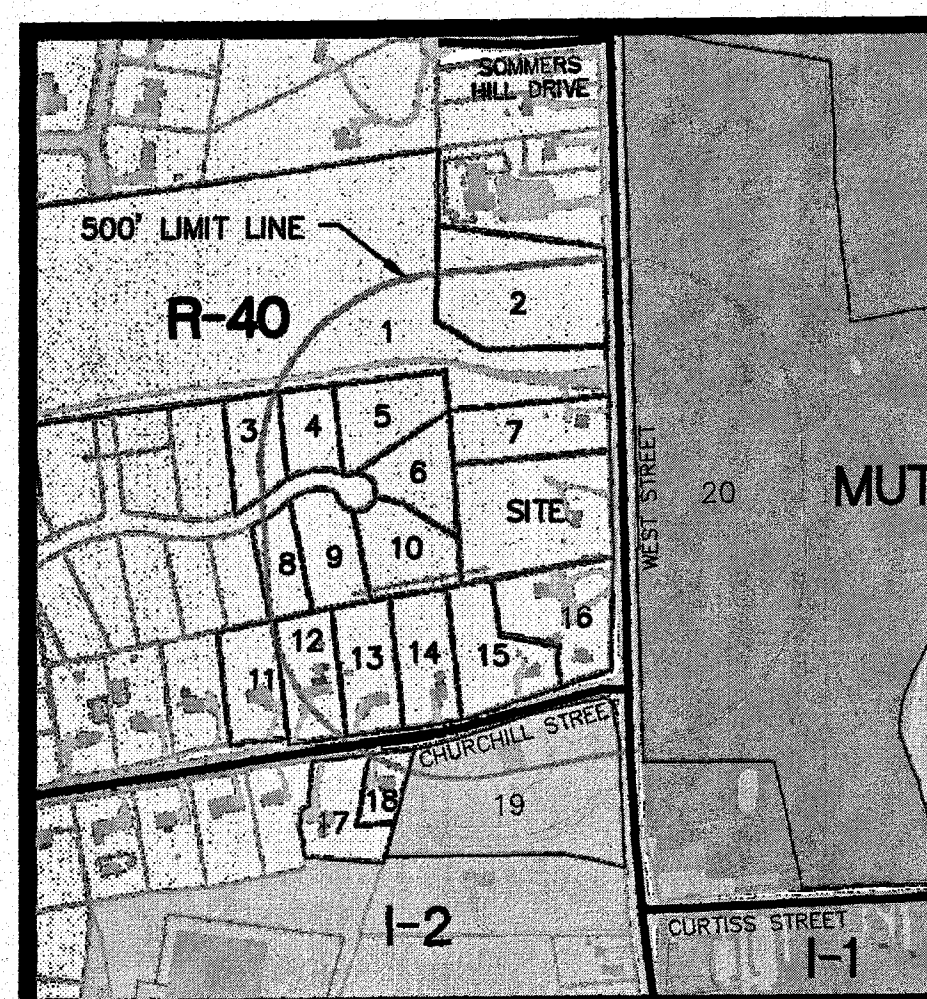 SOMMERS
HILL DRIVE
500' LIMIT LINE
R-40
2
1
3
4
5
7
6
WEST STREET
20
MUT
SITE
8
9
10
16
12
11
13
14
15
CHURCHILL STREET
18
17
19
I-2
CURTISS STREET
I-1